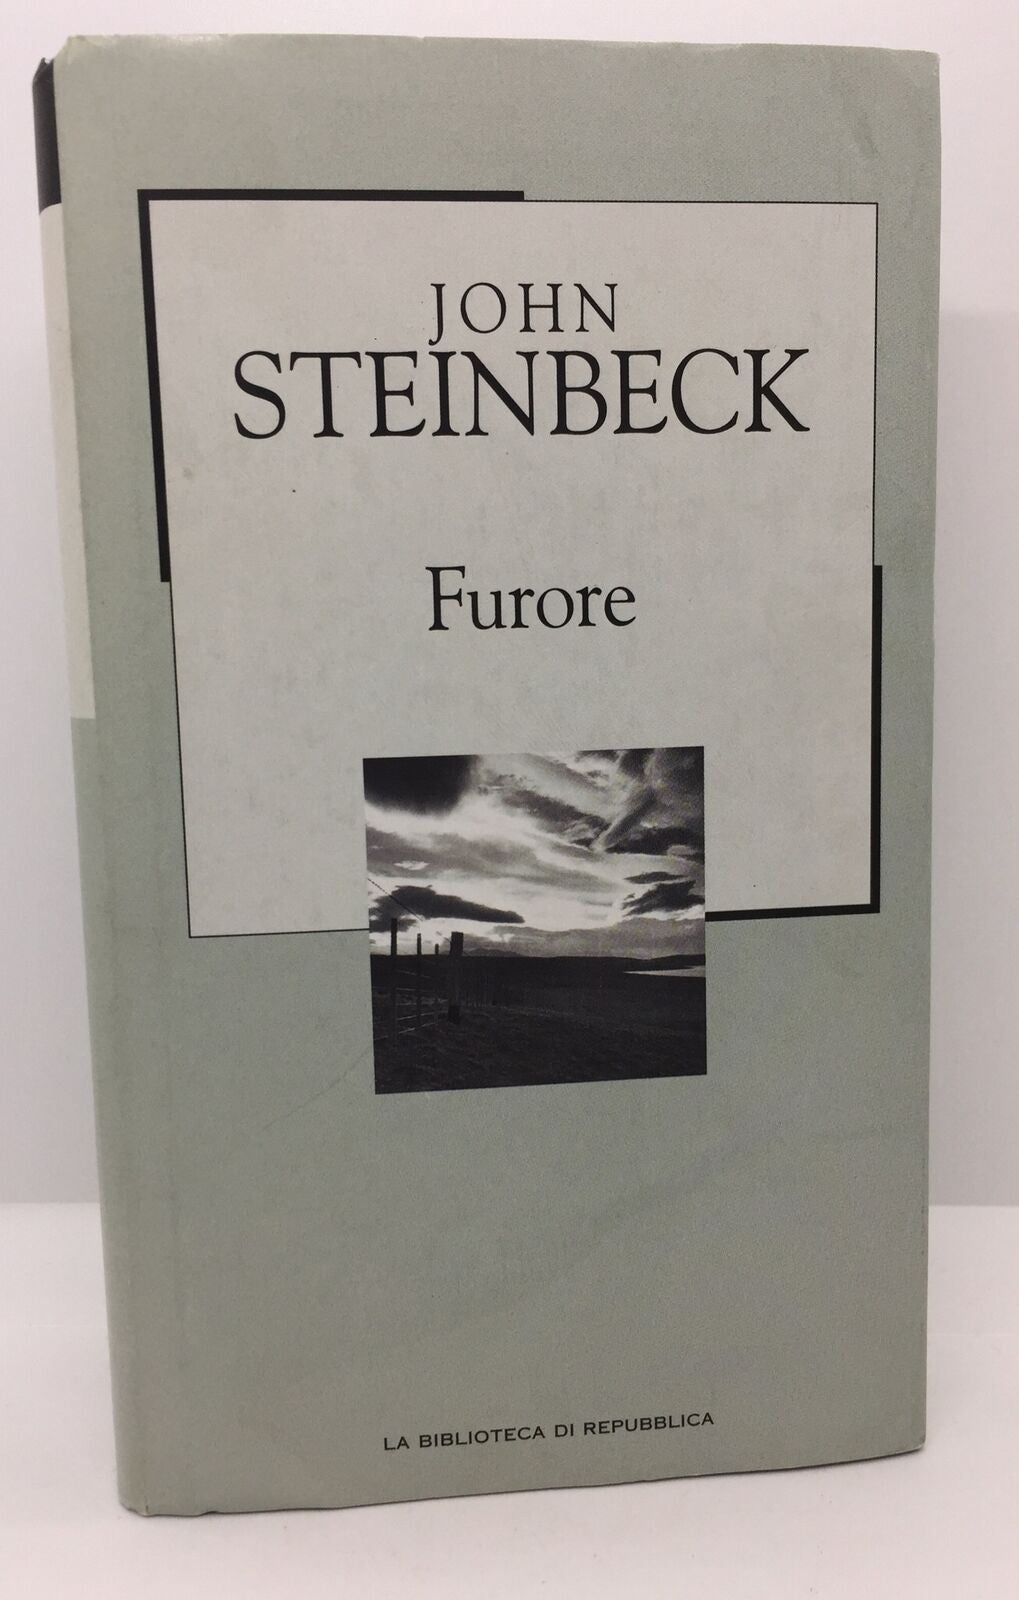 JOHN
STEINBECK
Furore
LA BIBLIOTECA DI REPUBBLICA